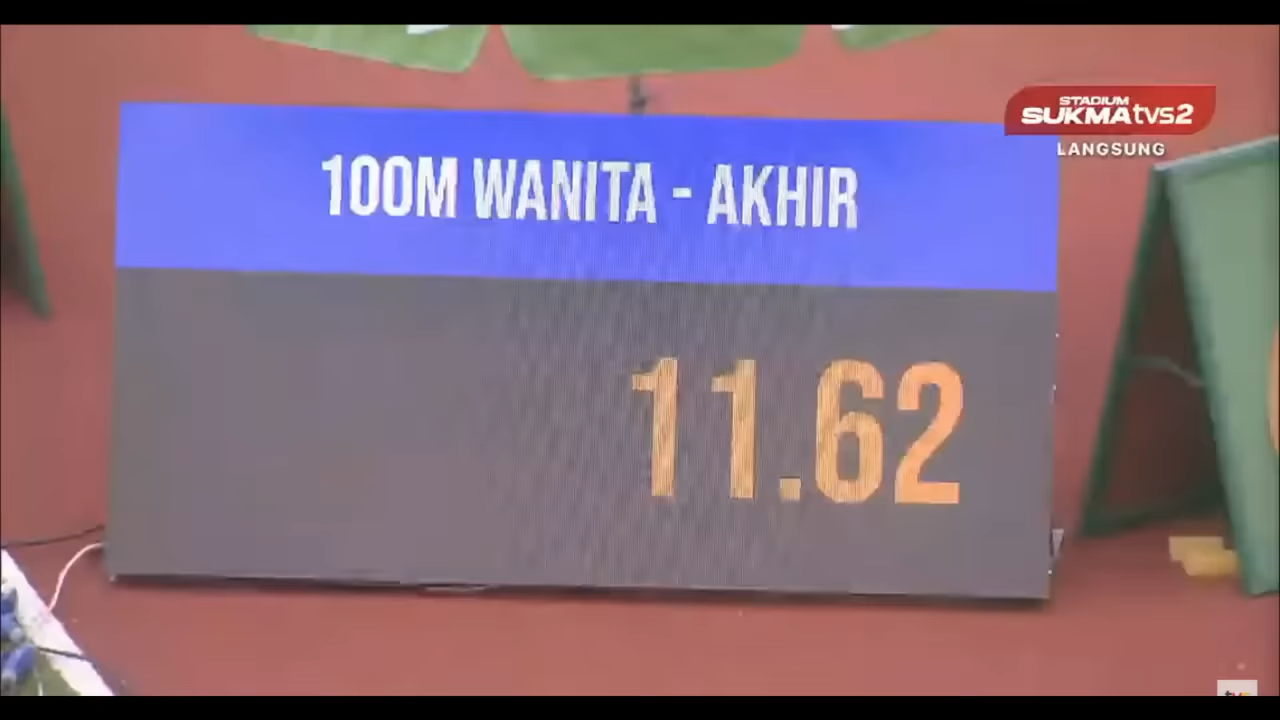 STADIUM
SUKMA tvs2
LANGSUNG
100M WANITA - AKHIR
11.62